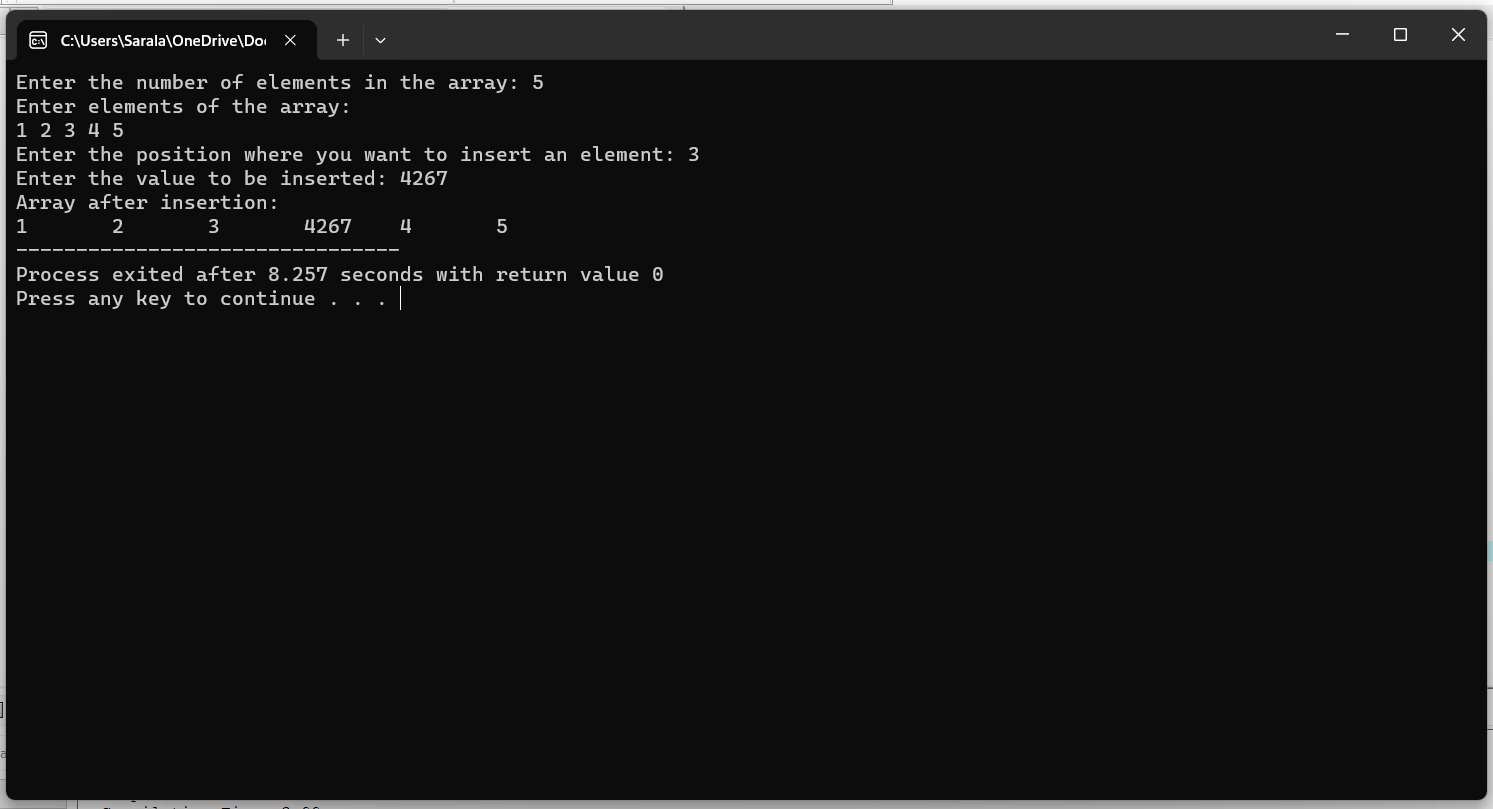 C:\Users\Sarala\OneDrive\Do
Enter the number of elements in the array: 5
Enter elements of the array:
1 2 3 4 5
Enter the position where you want to insert an element: 3
Enter the value to be inserted: 4267
Array after insertion:
1 2 3 4267 4 5
--------------------------------
Process exited after 8.257 seconds with return value 0
Press any key to continue . . .